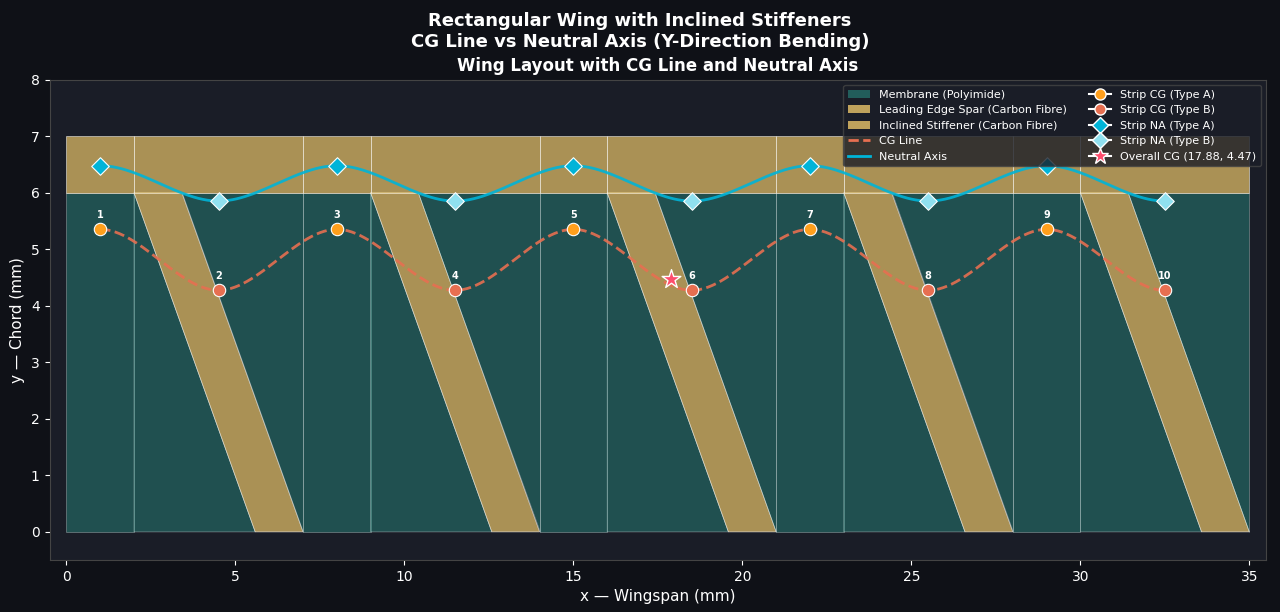 Rectangular Wing with Inclined Stiffeners
CG Line vs Neutral Axis (Y-Direction Bending)
Wing Layout with CG Line and Neutral Axis
Membrane (Polyimide)
Leading Edge Spar (Carbon Fibre)
Inclined Stiffener (Carbon Fibre)
CG Line
Neutral Axis
Strip CG (Type A)
Strip CG (Type B)
Strip NA (Type A)
Strip NA (Type B)
Overall CG (17.88, 4.47)
y — Chord (mm)
8
7
6
5
4
3
2
1
0
1
2
3
4
5
6
7
8
9
10
0
5
10
15
20
25
30
35
x — Wingspan (mm)